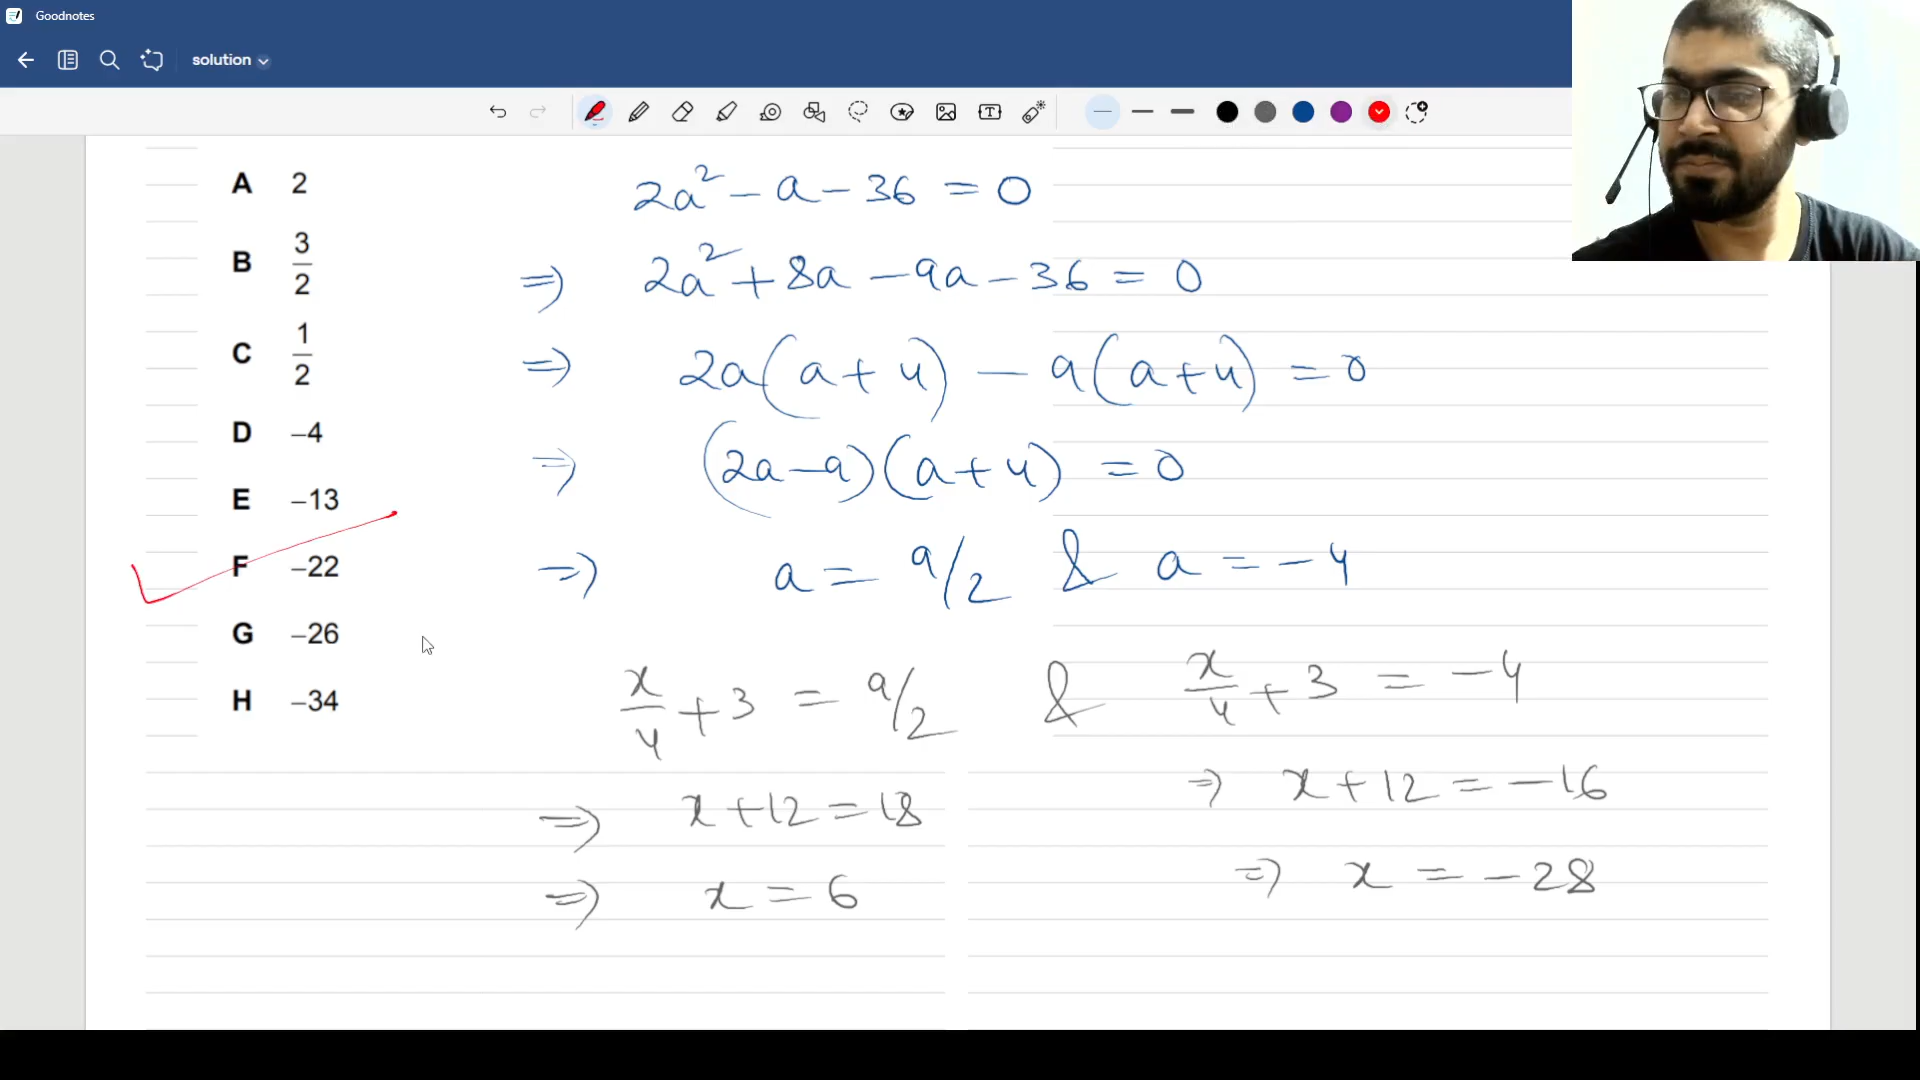 Goodnotes
solution
A 2
B 3/2
C 1/2
D –4
E –13
F –22
G –26
H –34
2a² – a – 36 = 0
⇒ 2a² + 8a – 9a – 36 = 0
⇒ 2a(a+4) – 9(a+4) = 0
⇒ (2a–9)(a+4) = 0
⇒ a = 9/2 & a = –4
x/4 + 3 = 9/2 & x/4 + 3 = –4
⇒ x+12 = 18
⇒ x = 6
⇒ x+12 = –16
⇒ x = –28